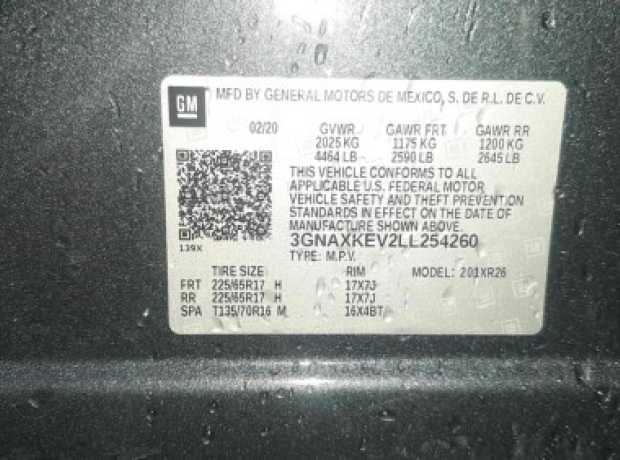 GM
MFD BY GENERAL MOTORS DE MEXICO, S. DE R.L. DE C.V.
02/20 GVWR GAWR FRT GAWR RR
2025 KG 1175 KG 1200 KG
4464 LB 2590 LB 2645 LB
THIS VEHICLE CONFORMS TO ALL
APPLICABLE U.S. FEDERAL MOTOR
VEHICLE SAFETY AND THEFT PREVENTION
STANDARDS IN EFFECT ON THE DATE OF
MANUFACTURE SHOWN ABOVE.
139X
3GNAXKEV2LL254260
TYPE: M.P.V.
TIRE SIZE RIM MODEL: 201XR26
FRT 225/65R17 H 17X7J
RR 225/65R17 H 17X7J
SPA T135/70R16 M 16X4BT